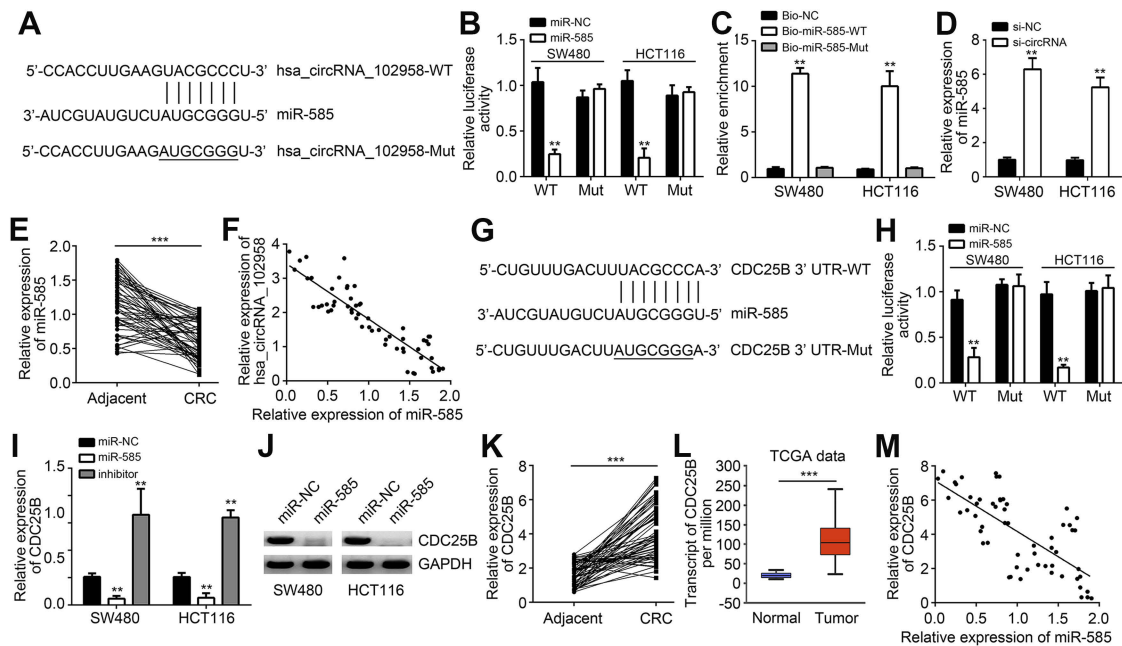 A
5'-CCACCUUGAAGUACGCCCU-3' hsa_circRNA_102958-WT
3'-AUCGUAUGUCUAUGCGGGU-5' miR-585
5'-CCACCUUGAAGAUGCGGGU-3' hsa_circRNA_102958-Mut
B
miR-NC
miR-585
Relative luciferase
activity
1.5
1.0
0.5
0.0
SW480
HCT116
**
**
WT Mut WT Mut
C
Bio-NC
Bio-miR-585-WT
Bio-miR-585-Mut
Relative enrichment
15
10
5
0
**
**
SW480 HCT116
D
si-NC
si-circRNA
Relative expression
of miR-585
8
6
4
2
0
**
**
SW480 HCT116
E
Relative expression
of miR-585
2.0
1.5
1.0
0.5
0.0
***
Adjacent CRC
F
Relative expression of
hsa_circRNA_102958
4
3
2
1
0
0.0 0.5 1.0 1.5 2.0
Relative expression of miR-585
G
5'-CUGUUUGACUUUACGCCCA-3' CDC25B 3' UTR-WT
3'-AUCGUAUGUCUAUGCGGGU-5' miR-585
5'-CUGUUUGACUUAUGCGGGA-3' CDC25B 3' UTR-Mut
H
miR-NC
miR-585
Relative luciferase
activity
1.5
1.0
0.5
0.0
SW480
HCT116
**
**
WT Mut WT Mut
I
miR-NC
miR-585
inhibitor
Relative expression
of CDC25B
1.5
1.0
0.5
0.0
**
**
**
**
SW480 HCT116
J
miR-NC
miR-585
miR-NC
miR-585
CDC25B
GAPDH
SW480 HCT116
K
Relative expression
of CDC25B
8
6
4
2
0
***
Adjacent CRC
L
TCGA data
Transcript of CDC25B
per million
300
250
200
150
100
50
0
-50
***
Normal Tumor
M
Relative expression
of CDC25B
8
6
4
2
0
0.0 0.5 1.0 1.5 2.0
Relative expression of miR-585